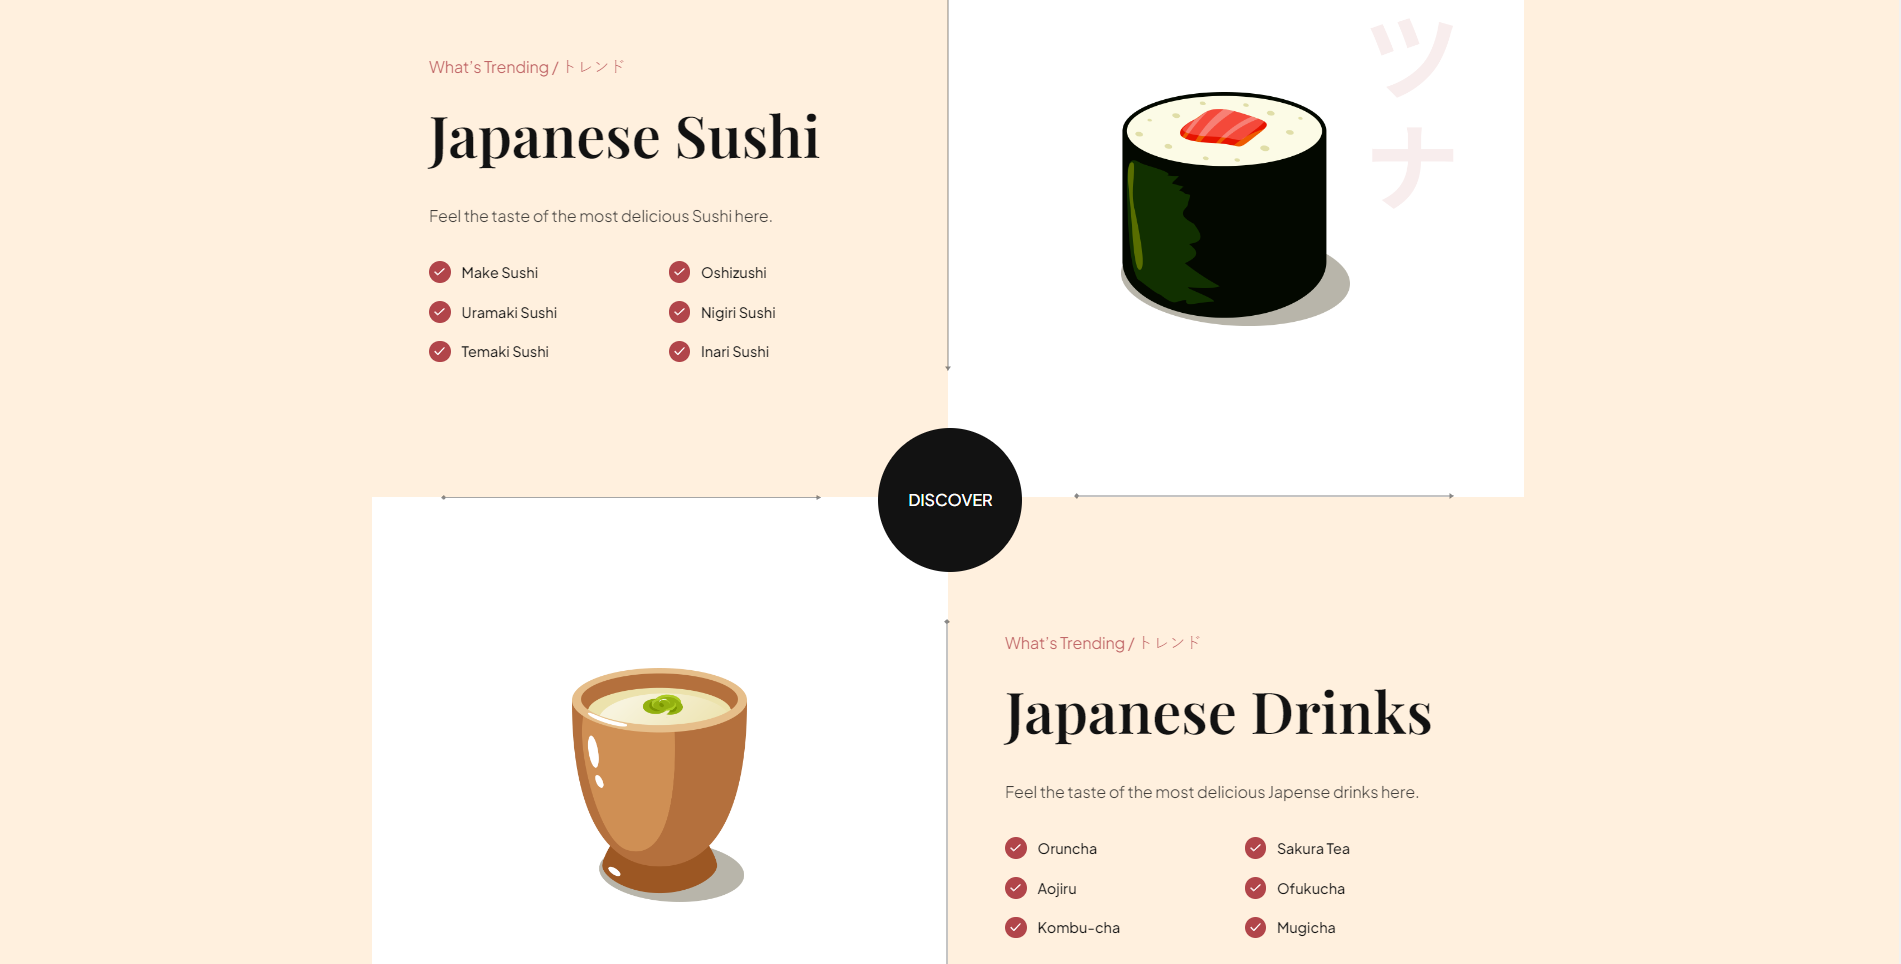 What's Trending / トレンド
Japanese Sushi
Feel the taste of the most delicious Sushi here.
Make Sushi
Oshizushi
Uramaki Sushi
Nigiri Sushi
Temaki Sushi
Inari Sushi
ツ
ナ
DISCOVER
What's Trending / トレンド
Japanese Drinks
Feel the taste of the most delicious Japense drinks here.
Oruncha
Sakura Tea
Aojiru
Ofukucha
Kombu-cha
Mugicha